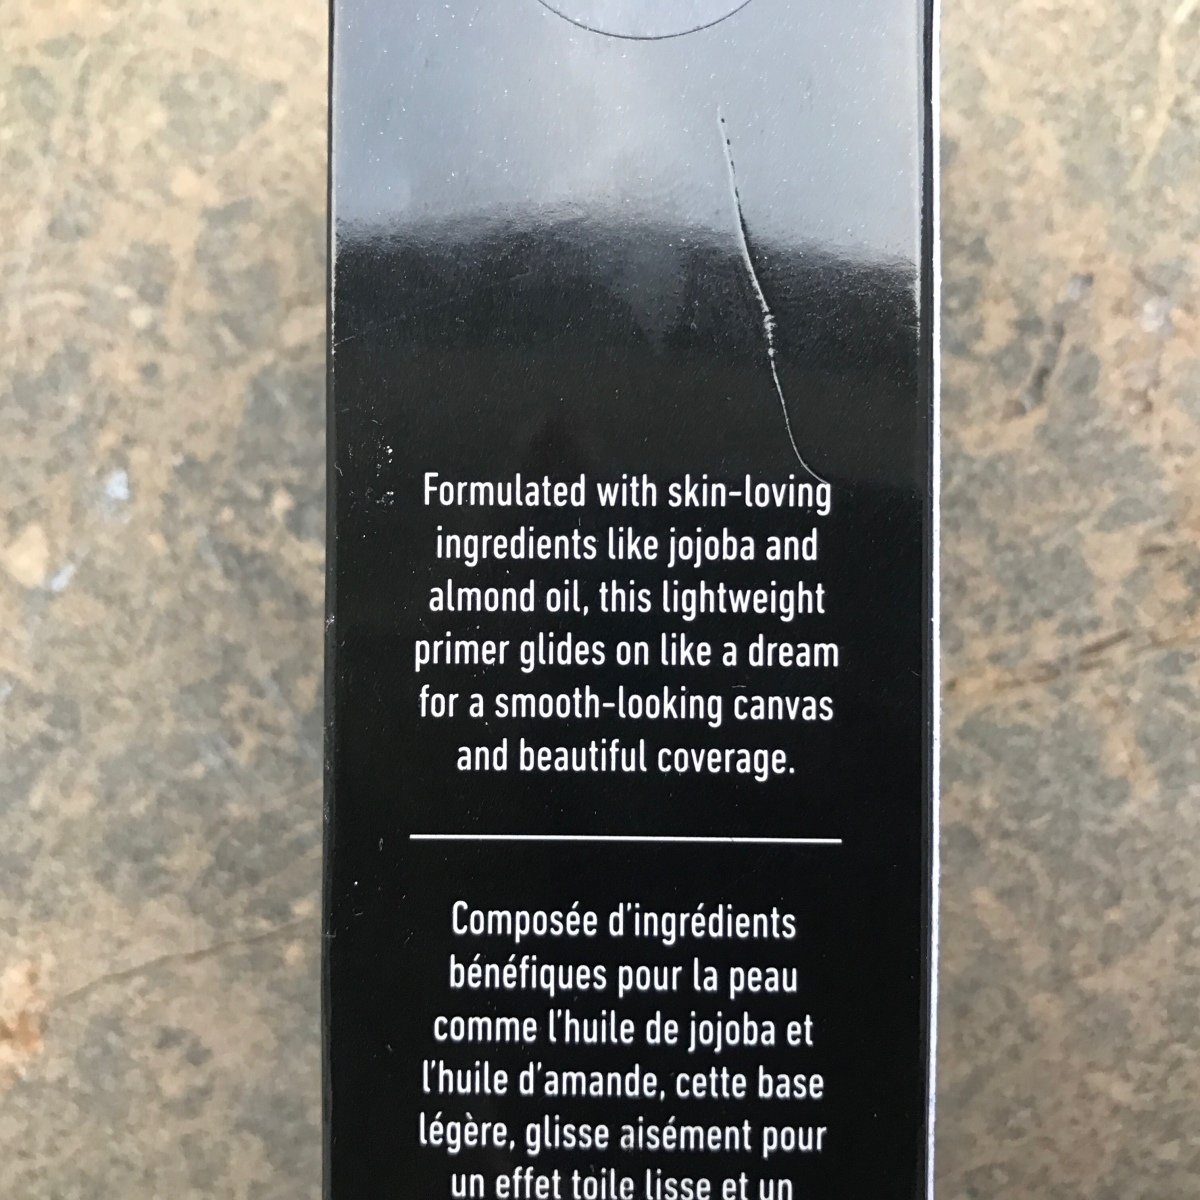 Formulated with skin-loving
ingredients like jojoba and
almond oil, this lightweight
primer glides on like a dream
for a smooth-looking canvas
and beautiful coverage.
Composée d'ingrédients
bénéfiques pour la peau
comme l'huile de jojoba et
l'huile d'amande, cette base
légère, glisse aisément pour
un effet toile lisse et un